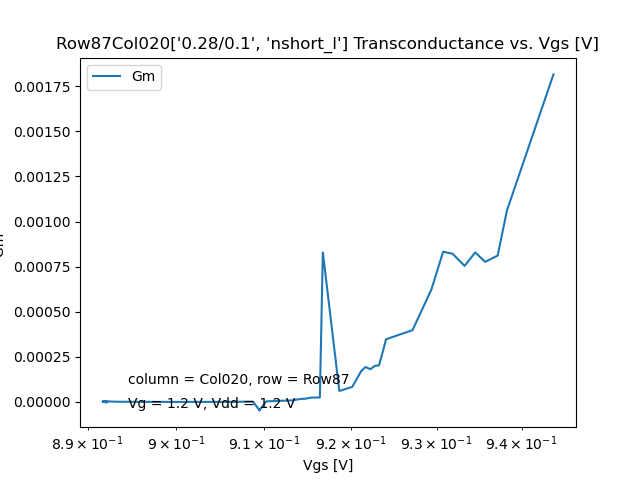 Row87Col020['0.28/0.1', 'nshort_l'] Transconductance vs. Vgs [V]
Gm
0.00175
0.00150
0.00125
0.00100
0.00075
0.00050
0.00025
0.00000
Gm
column = Col020, row = Row87
Vg = 1.2 V, Vdd = 1.2 V
8.9 × 10⁻¹ 9 × 10⁻¹ 9.1 × 10⁻¹ 9.2 × 10⁻¹ 9.3 × 10⁻¹ 9.4 × 10⁻¹
Vgs [V]